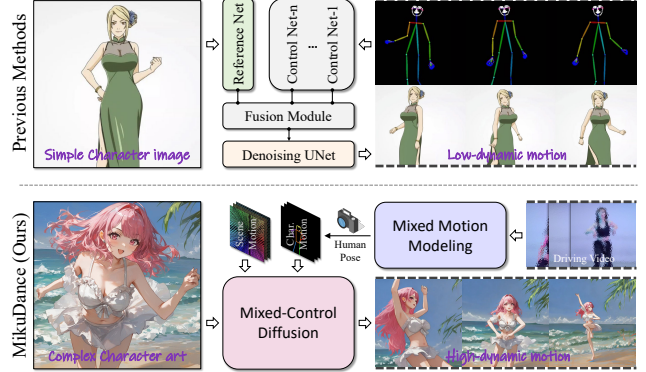 Previous Methods
Simple Character image
Reference Net
Control Net-n
...
Control Net-1
Fusion Module
Denoising UNet
Low-dynamic motion
MikuDance (Ours)
Complex Character art
Scene
Motion
Char.
Motion
Human
Pose
Mixed Motion
Modeling
Driving Video
Mixed-Control
Diffusion
High-dynamic motion